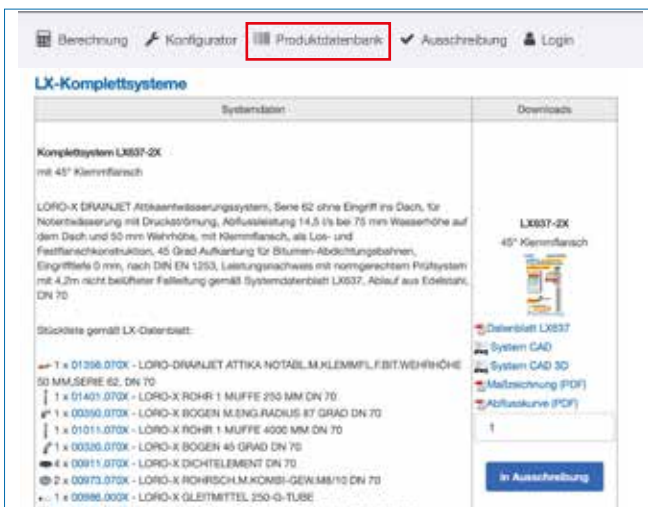 Berechnung Konfigurator Produktdatenbank Ausschreibung Login
LX-Komplettsysteme
Systemdaten
Downloads
Komplettsystem LX637-2X
mit 45° Klemmflansch
LORO-X DRAINJET Attikaentwässerungssystem, Serie 62 ohne Eingriff ins Dach, für
Notentwässerung mit Druckströmung, Abflussleistung 14,5 l/s bei 75 mm Wasserhöhe auf
dem Dach und 50 mm Wehrhöhe, mit Klemmflansch, als Los- und
Festflanschkonstruktion, 45 Grad Aufkantung für Bitumen-Abdichtungsbahnen,
Eingrifftiefe 0 mm, nach DIN EN 1253, Leistungsnachweis mit normgerechtem Prüfsystem
mit 4,2m nicht belüfteter Fallleitung gemäß Systemdatenblatt LX637, Ablauf aus Edelstahl,
DN 70
Stückliste gemäß LX-Datenblatt:
1 x 01356.070X - LORO-DRAINJET ATTIKA NOTABL.M.KLEMMFL.F.BIT.WEHRHÖHE
50 MM,SERIE 62, DN 70
1 x 01401.070X - LORO-X ROHR 1 MUFFE 250 MM DN 70
1 x 00350.070X - LORO-X BOGEN M.ENG.RADIUS 87 GRAD DN 70
1 x 01011.070X - LORO-X ROHR 1 MUFFE 4000 MM DN 70
1 x 00320.070X - LORO-X BOGEN 45 GRAD DN 70
4 x 00911.070X - LORO-X DICHTELEMENT DN 70
2 x 00973.070X - LORO-X ROHRSCH.M.KOMBI-GEW.M8/10 DN 70
1 x 00986.000X - LORO-X GLEITMITTEL 250-G-TUBE
LX637-2X
45° Klemmflansch
Datenblatt LX637
System CAD
System CAD 3D
Maßzeichnung (PDF)
Abflusskurve (PDF)
1
in Ausschreibung